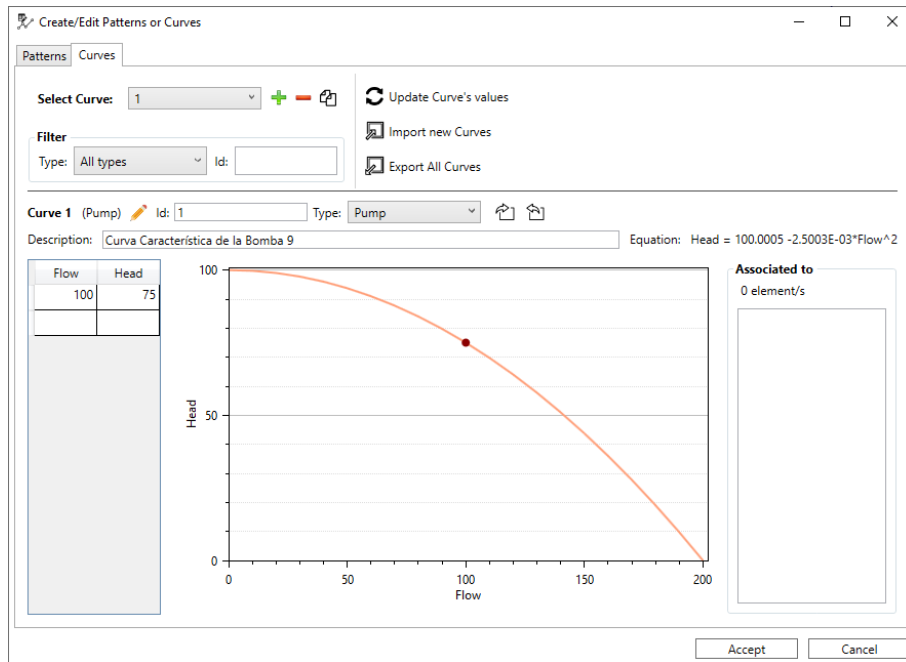 Create/Edit Patterns or Curves
Patterns Curves
Select Curve: 1
Update Curve's values
Filter
Import new Curves
Type: All types Id:
Export All Curves
Curve 1 (Pump) Id: 1 Type: Pump
Description: Curva Característica de la Bomba 9 Equation: Head = 100.0005 -2.5003E-03*Flow^2
Flow Head
100 75
100
50
0
Head
0 50 100 150 200
Flow
Associated to
0 element/s
Accept Cancel